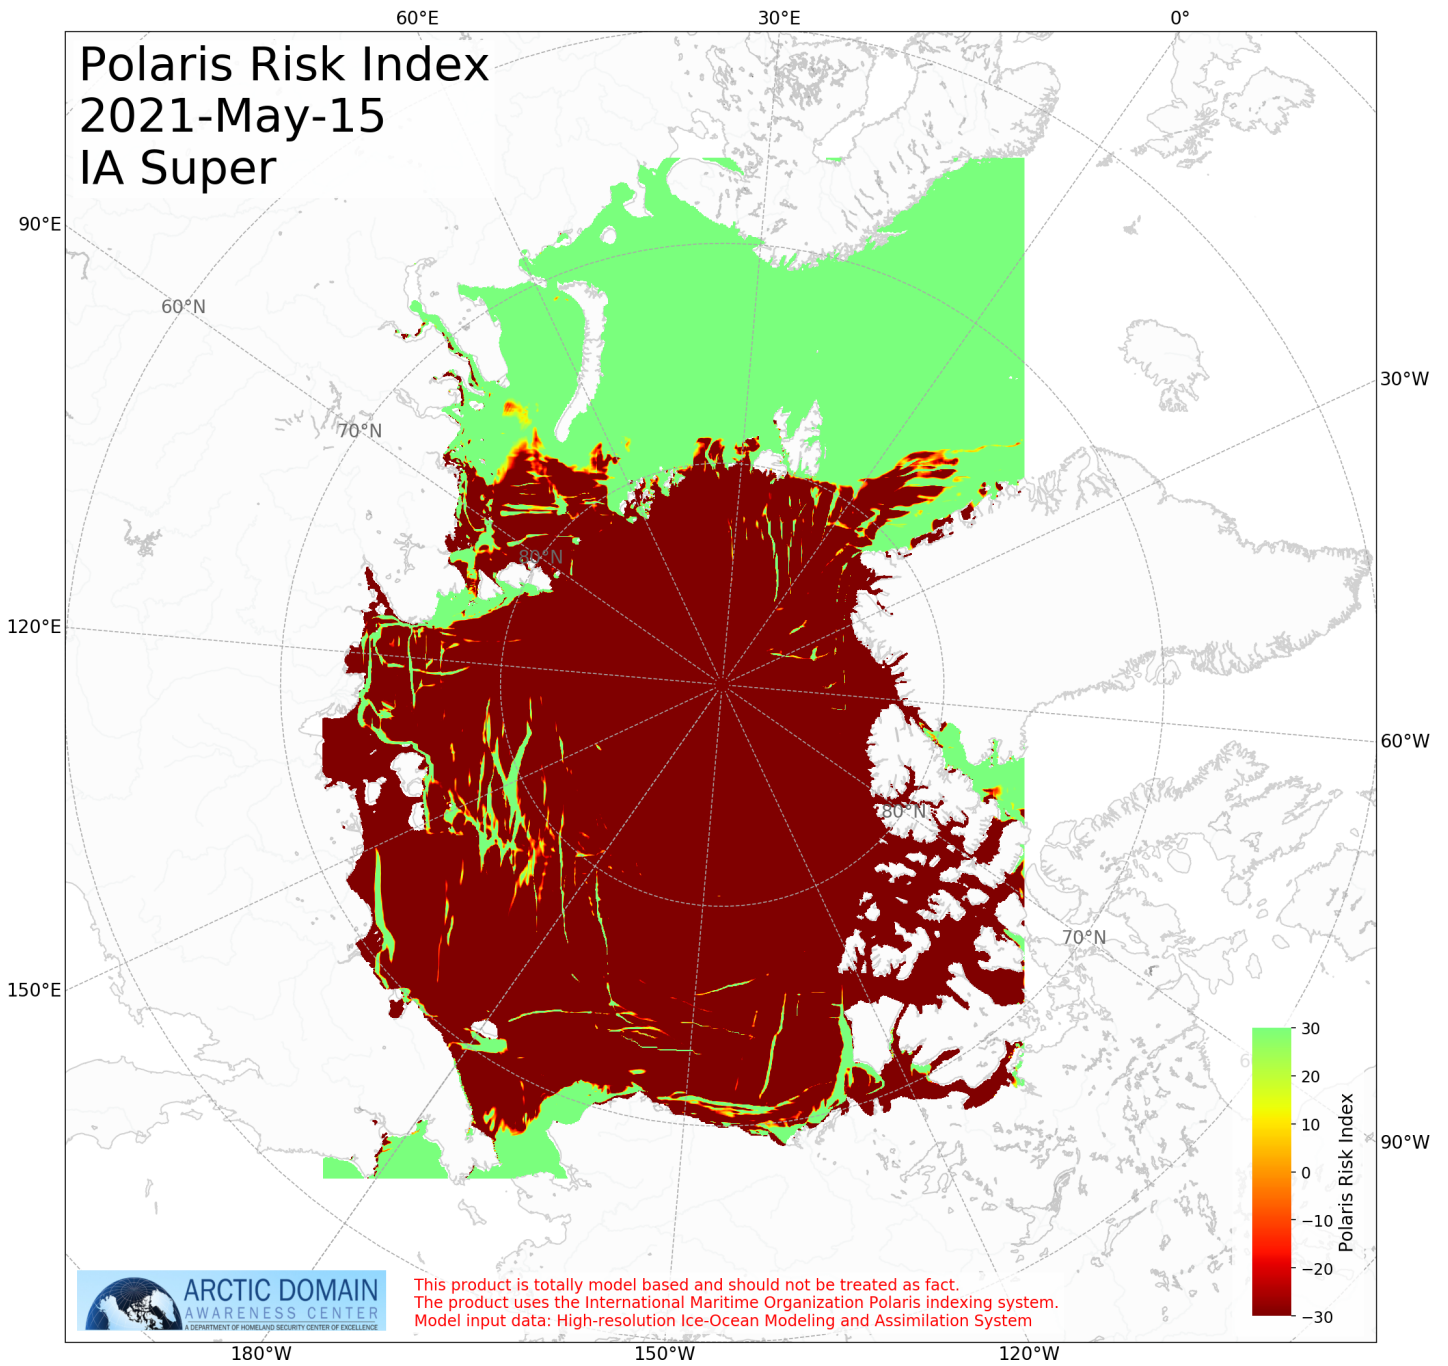 60°E 30°E 0°
Polaris Risk Index
2021-May-15
IA Super
90°E
60°N
30°W
70°N
80°N
120°E
60°W
80°N
70°N
150°E
30
20
10
0
−10
−20
−30
Polaris Risk Index
90°W
ARCTIC DOMAIN
AWARENESS CENTER
A DEPARTMENT OF HOMELAND SECURITY CENTER OF EXCELLENCE
This product is totally model based and should not be treated as fact.
The product uses the International Maritime Organization Polaris indexing system.
Model input data: High-resolution Ice-Ocean Modeling and Assimilation System
180°W 150°W 120°W